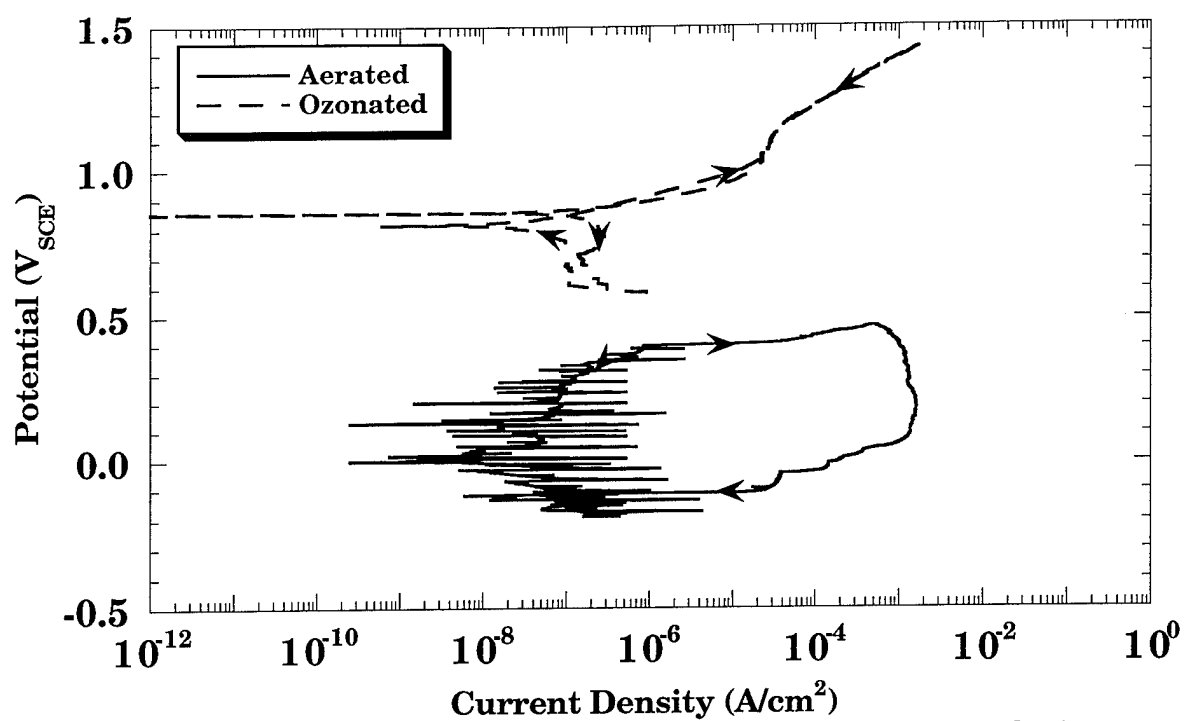 1.5
Aerated
Ozonated
1.0
0.5
0.0
-0.5
Potential (V_SCE)
10^-12 10^-10 10^-8 10^-6 10^-4 10^-2 10^0
Current Density (A/cm^2)